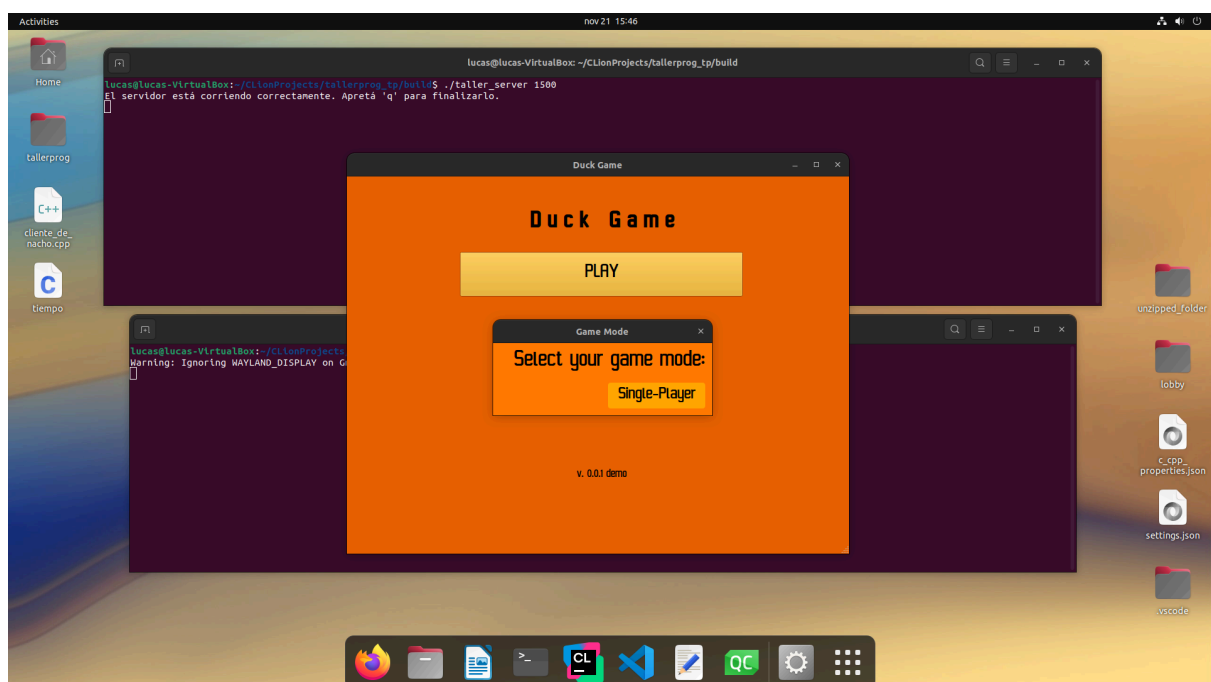 Activities
nov 21 15:46
Home
tallerprog
C++
cliente_de_
nacho.cpp
C
tiempo
lucas@lucas-VirtualBox: ~/CLionProjects/tallerprog_tp/build
lucas@lucas-VirtualBox:~/CLionProjects/tallerprog_tp/build$ ./taller_server 1500
El servidor está corriendo correctamente. Apretá 'q' para finalizarlo.
Duck Game
Duck Game
PLAY
Game Mode
Select your game mode:
Single-Player
v. 0.0.1 demo
lucas@lucas-VirtualBox:~/CLionProjects
Warning: Ignoring WAYLAND_DISPLAY on G
unzipped_folder
lobby
c_cpp_
properties.json
settings.json
.vscode
>_
CL
QC